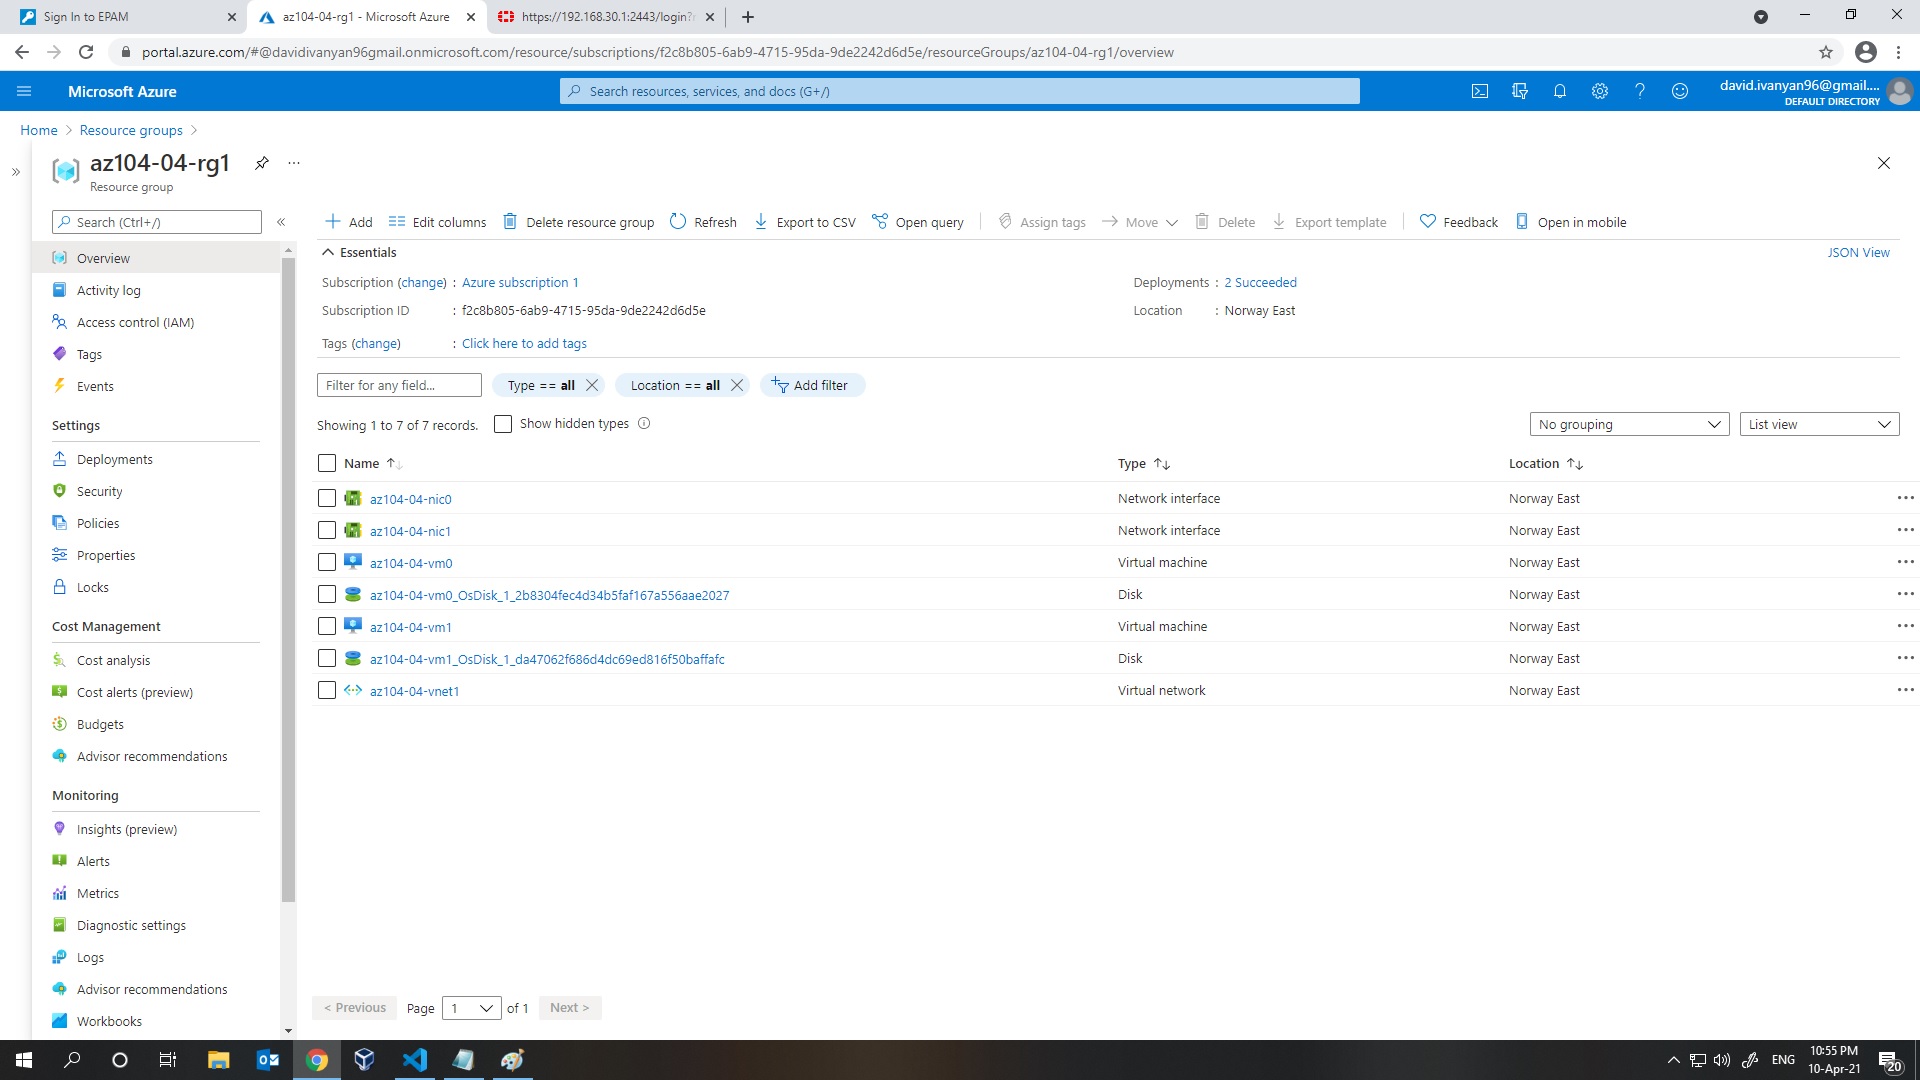 Sign In to EPAM
az104-04-rg1 - Microsoft Azure
https://192.168.30.1:2443/login?r
portal.azure.com/#@davidivanyan96gmail.onmicrosoft.com/resource/subscriptions/f2c8b805-6ab9-4715-95da-9de2242d6d5e/resourceGroups/az104-04-rg1/overview
Microsoft Azure
Search resources, services, and docs (G+/)
david.ivanyan96@gmail....
DEFAULT DIRECTORY
Home > Resource groups >
az104-04-rg1 ...
Resource group
Search (Ctrl+/)
Overview
Activity log
Access control (IAM)
Tags
Events
Settings
Deployments
Security
Policies
Properties
Locks
Cost Management
Cost analysis
Cost alerts (preview)
Budgets
Advisor recommendations
Monitoring
Insights (preview)
Alerts
Metrics
Diagnostic settings
Logs
Advisor recommendations
Workbooks
Add Edit columns Delete resource group Refresh Export to CSV Open query Assign tags Move Delete Export template Feedback Open in mobile
Essentials
JSON View
Subscription (change) : Azure subscription 1
Deployments : 2 Succeeded
Subscription ID : f2c8b805-6ab9-4715-95da-9de2242d6d5e
Location : Norway East
Tags (change) : Click here to add tags
Filter for any field... Type == all Location == all Add filter
Showing 1 to 7 of 7 records. Show hidden types
No grouping List view
Name Type Location
az104-04-nic0 Network interface Norway East
az104-04-nic1 Network interface Norway East
az104-04-vm0 Virtual machine Norway East
az104-04-vm0_OsDisk_1_2b8304fec4d34b5faf167a556aae2027 Disk Norway East
az104-04-vm1 Virtual machine Norway East
az104-04-vm1_OsDisk_1_da47062f686d4dc69ed816f50baffafc Disk Norway East
az104-04-vnet1 Virtual network Norway East
< Previous Page 1 of 1 Next >
ENG
10:55 PM
10-Apr-21
20